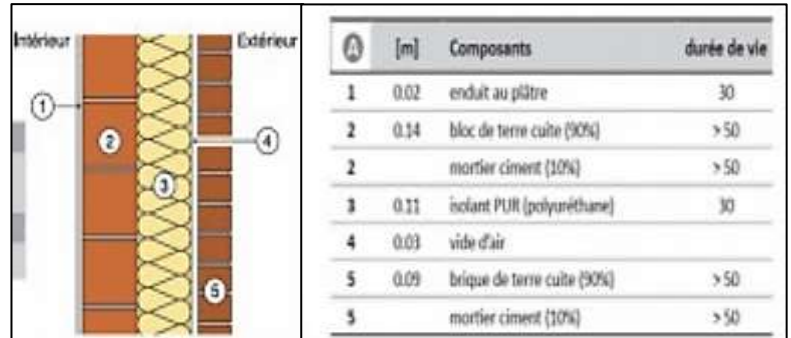 Intérieur Extérieur
1
2
3
4
5
A [m] Composants durée de vie
1 0.02 enduit au plâtre 30
2 0.14 bloc de terre cuite (90%) > 50
2 mortier ciment (10%) > 50
3 0.11 isolant PUR (polyuréthane) 30
4 0.03 vide d'air
5 0.09 brique de terre cuite (90%) > 50
5 mortier ciment (10%) > 50